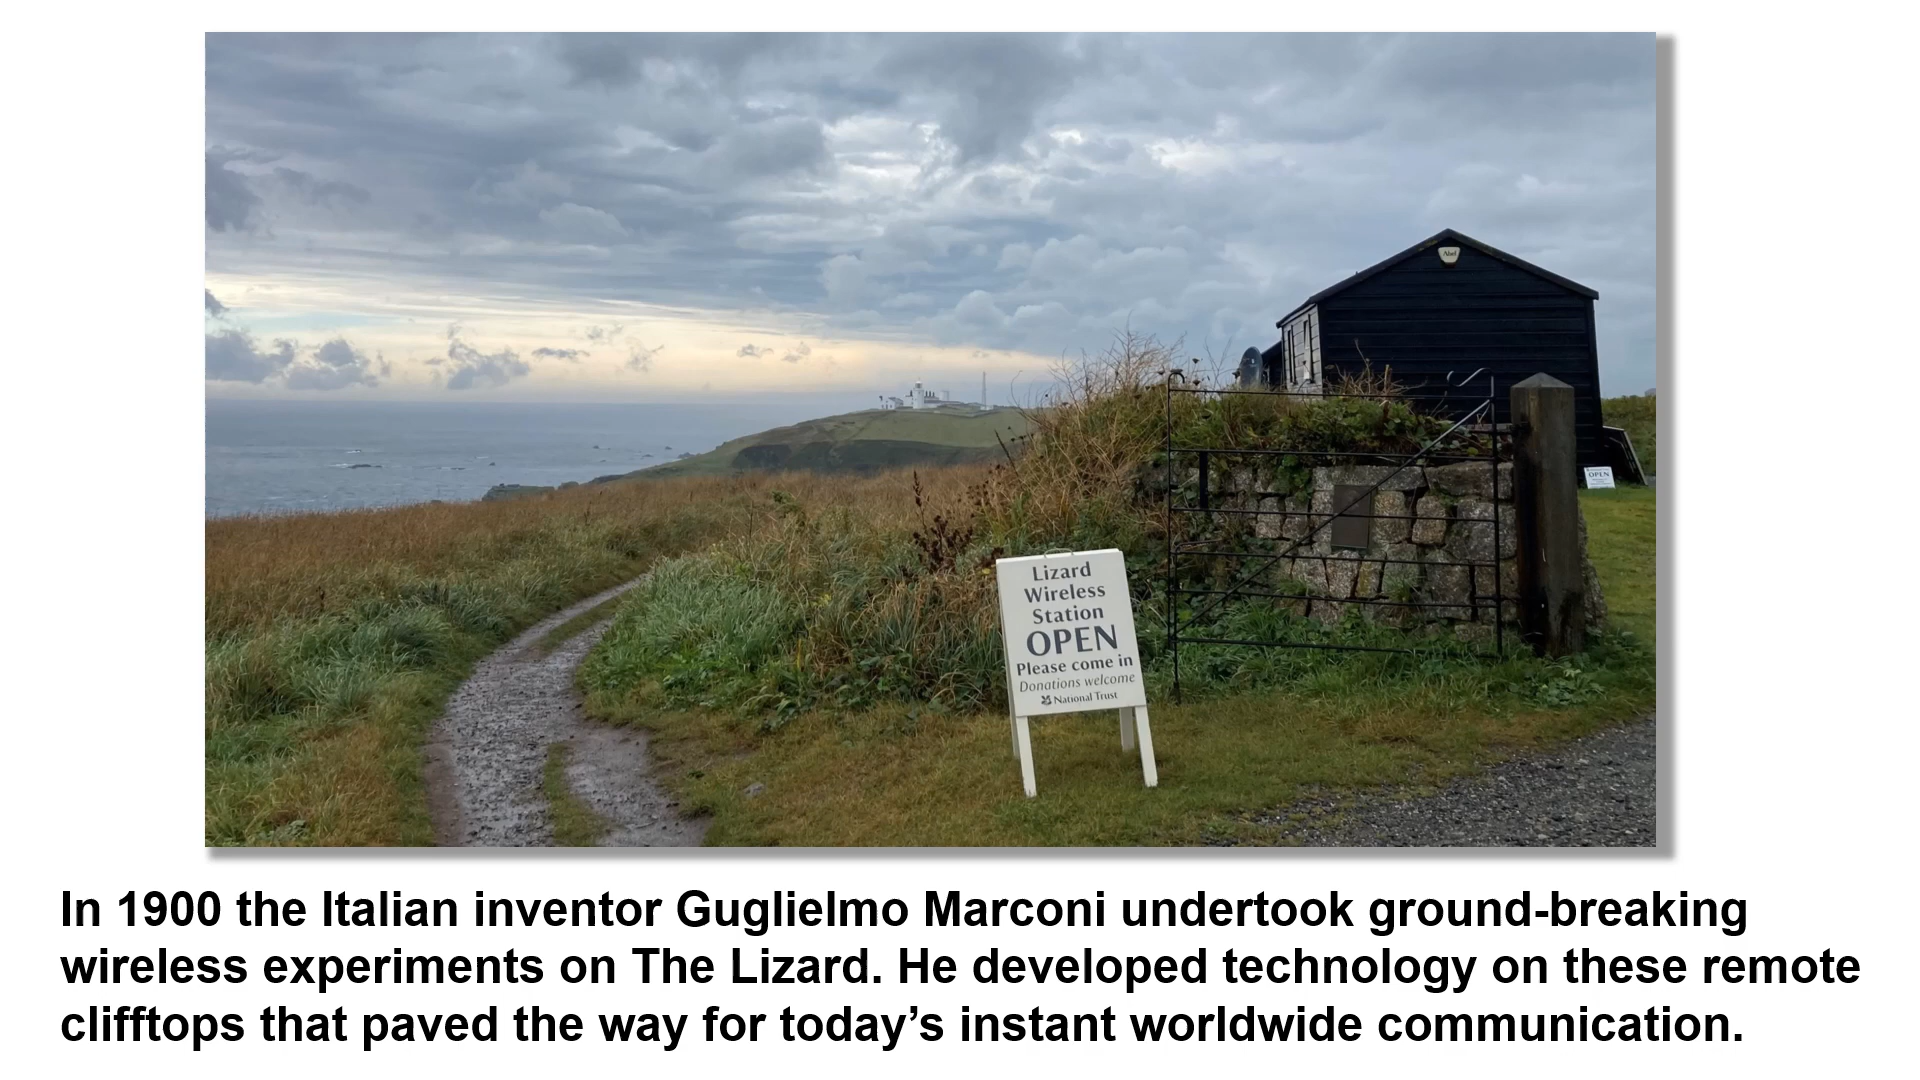 Abel
Lizard
Wireless
Station
OPEN
Please come in
Donations welcome
National Trust
OPEN
In 1900 the Italian inventor Guglielmo Marconi undertook ground-breaking
wireless experiments on The Lizard. He developed technology on these remote
clifftops that paved the way for today’s instant worldwide communication.